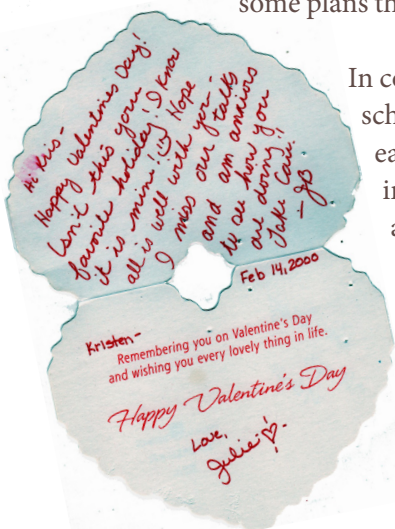 some plans th
In co
sch
ea
in
a
Hi Kris-
Happy Valentines Day!
Isn't this your
favorite holiday! I know
it is mine! Hope
all is well with you-
I miss our talks
and am anxious
to see how you
are doing!
Take Care!
- JB
Feb 14, 2000
Kristen-
Remembering you on Valentine's Day
and wishing you every lovely thing in life.
Happy Valentine's Day
Love,
Julie